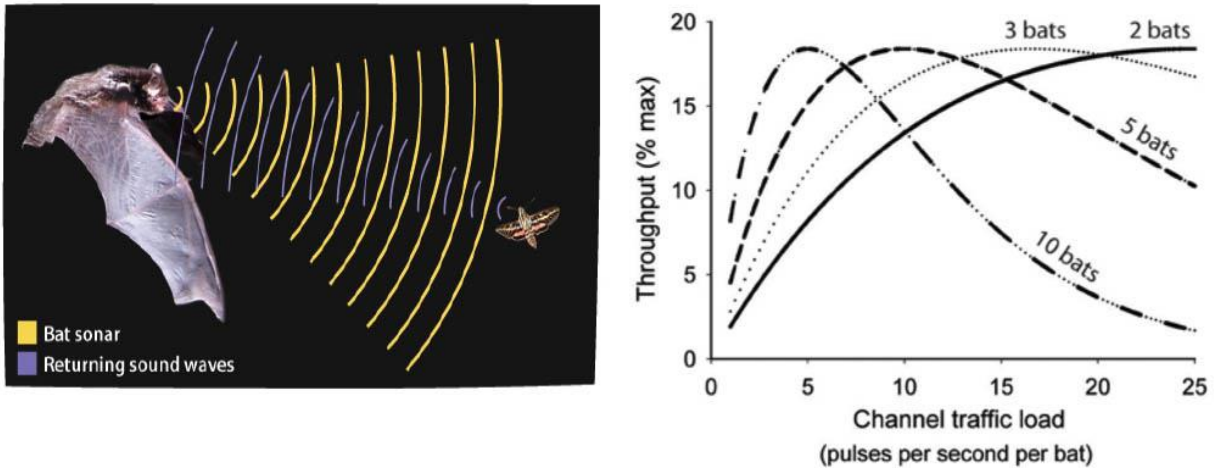 Bat sonar
Returning sound waves
20
15
10
5
0
Throughput (% max)
3 bats
2 bats
5 bats
10 bats
0
5
10
15
20
25
Channel traffic load
(pulses per second per bat)